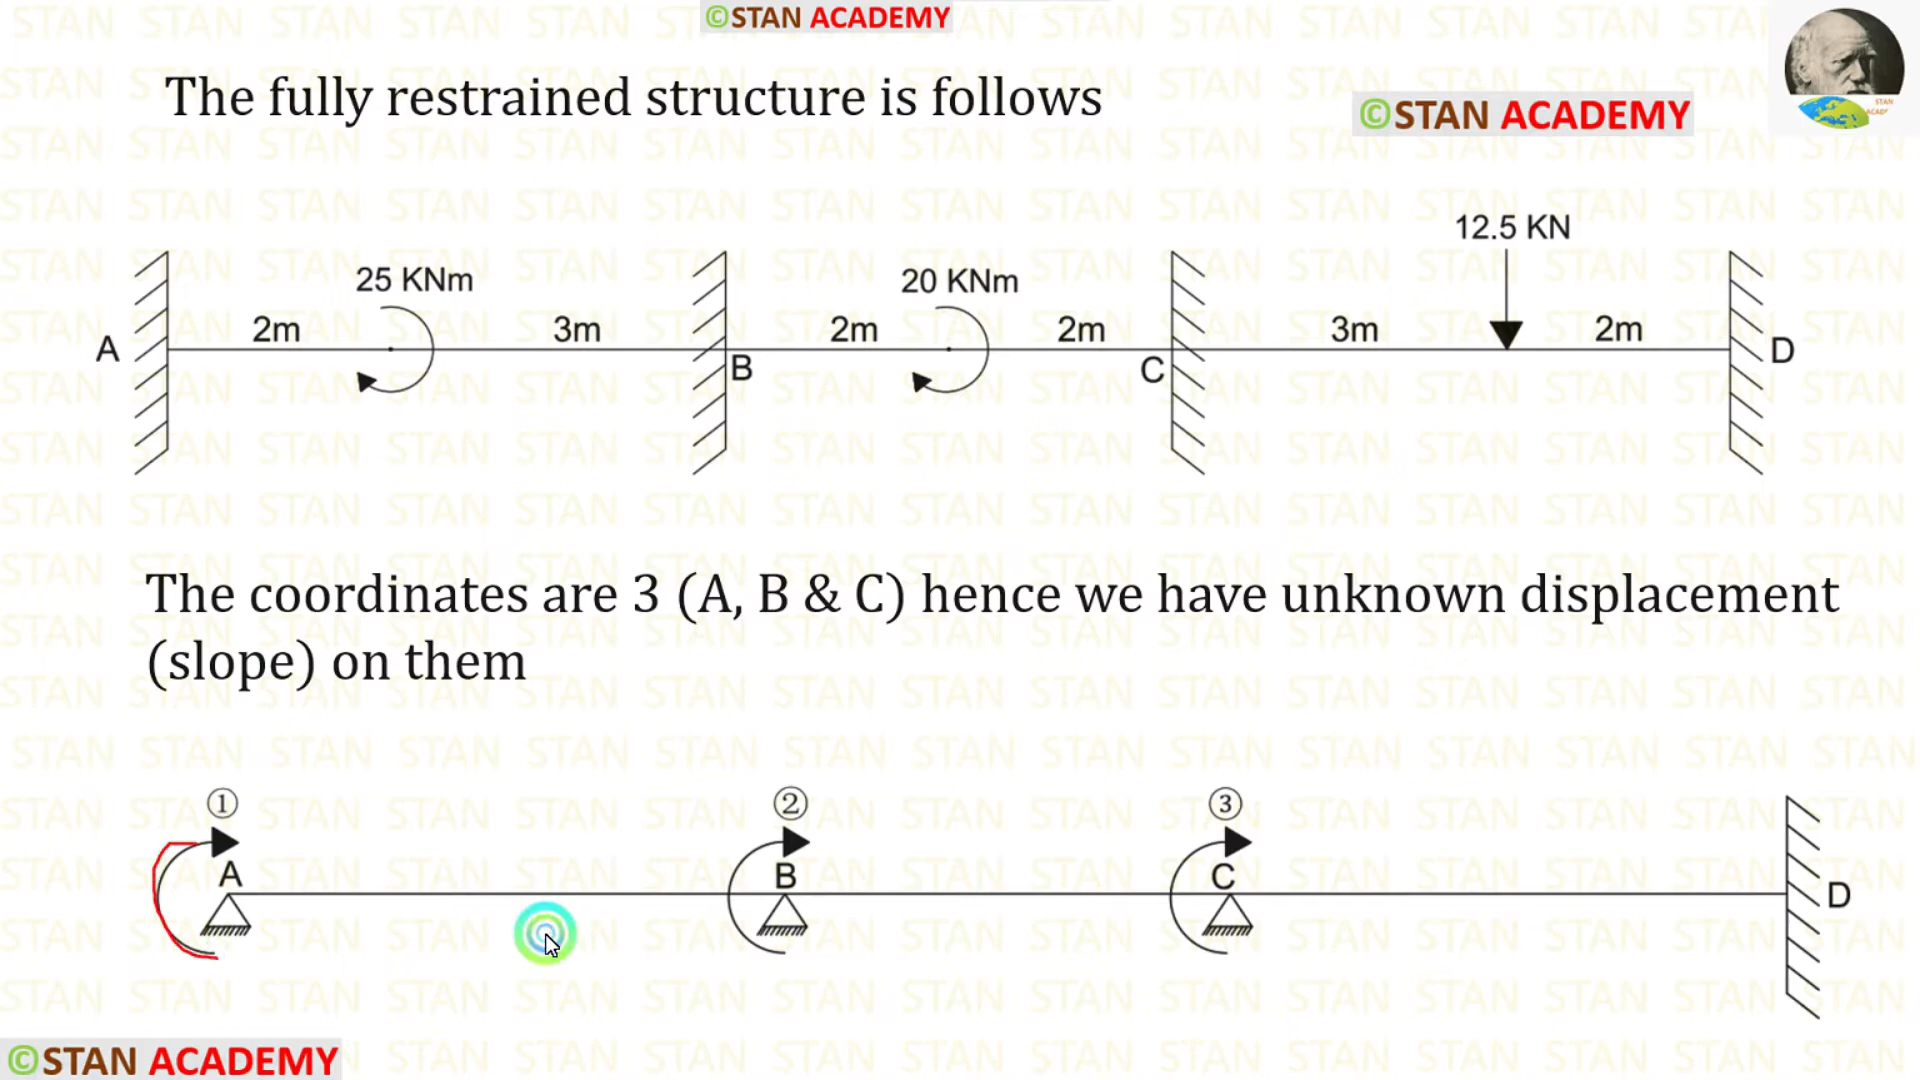 ©STAN ACADEMY
The fully restrained structure is follows
©STAN ACADEMY
STAN
ACADF
12.5 KN
25 KNm
20 KNm
2m 3m 2m 2m 3m 2m
A B C D
The coordinates are 3 (A, B & C) hence we have unknown displacement
(slope) on them
① ② ③
A B C D
©STAN ACADEMY